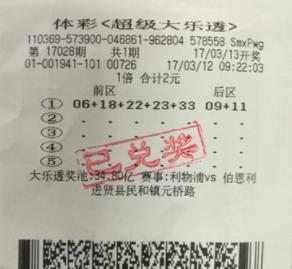 体彩<超级大乐透>
110369-573900-046861-962804 578558 SmxPwg
第 17028期 共1期 17/03/13开奖
01-001941-101 00726 17/03/12 09:22:03
1倍 合计2元
前区 后区
① 06+18+22+23+33 09+11
②
③
④
⑤
已兑奖
大乐透奖池:34.80亿 赛事:利物浦vs 伯恩利
进贤县民和镇元桥路